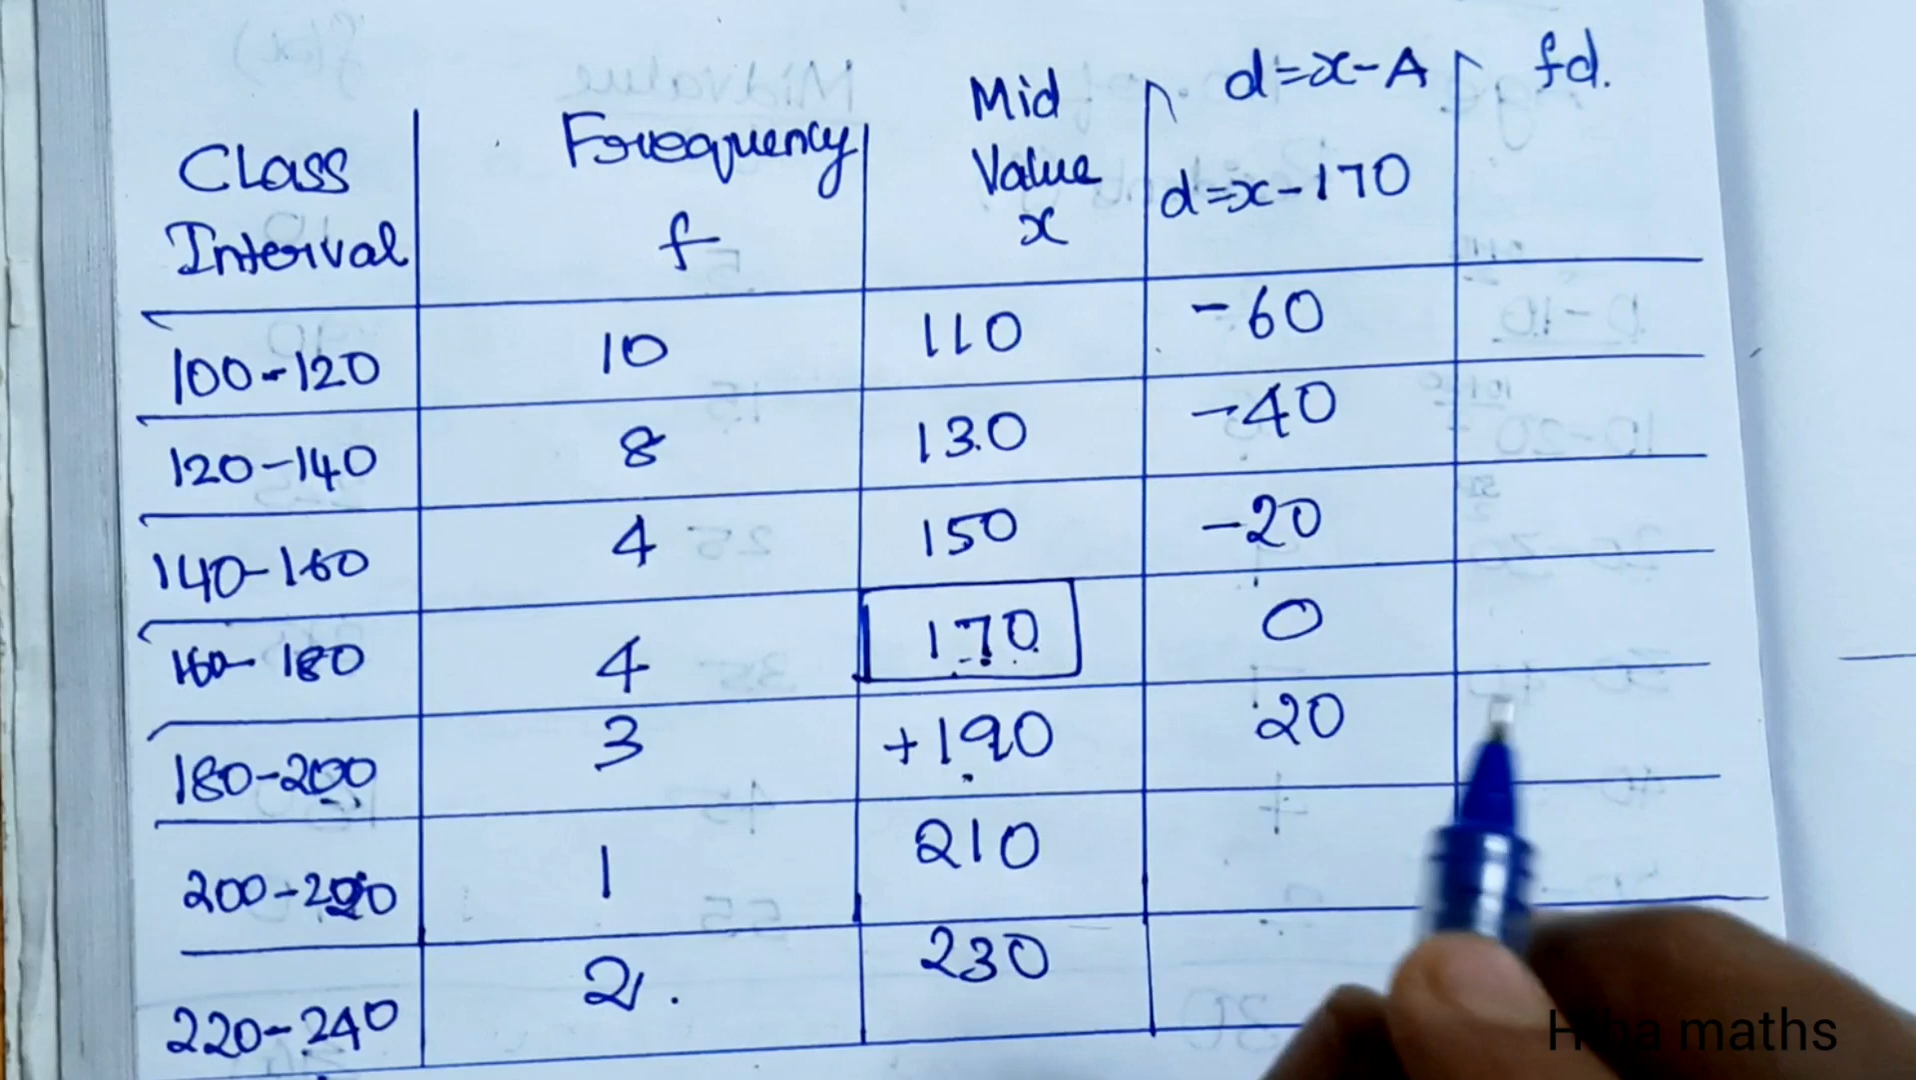 Class Interval | Frequency f | Mid Value x | d=x-A d=x-170 | fd.
100-120 | 10 | 110 | -60
120-140 | 8 | 130 | -40
140-160 | 4 | 150 | -20
160-180 | 4 | 170 | 0
180-200 | 3 | +190 | 20
200-220 | 1 | 210
220-240 | 2. | 230
Hiba maths